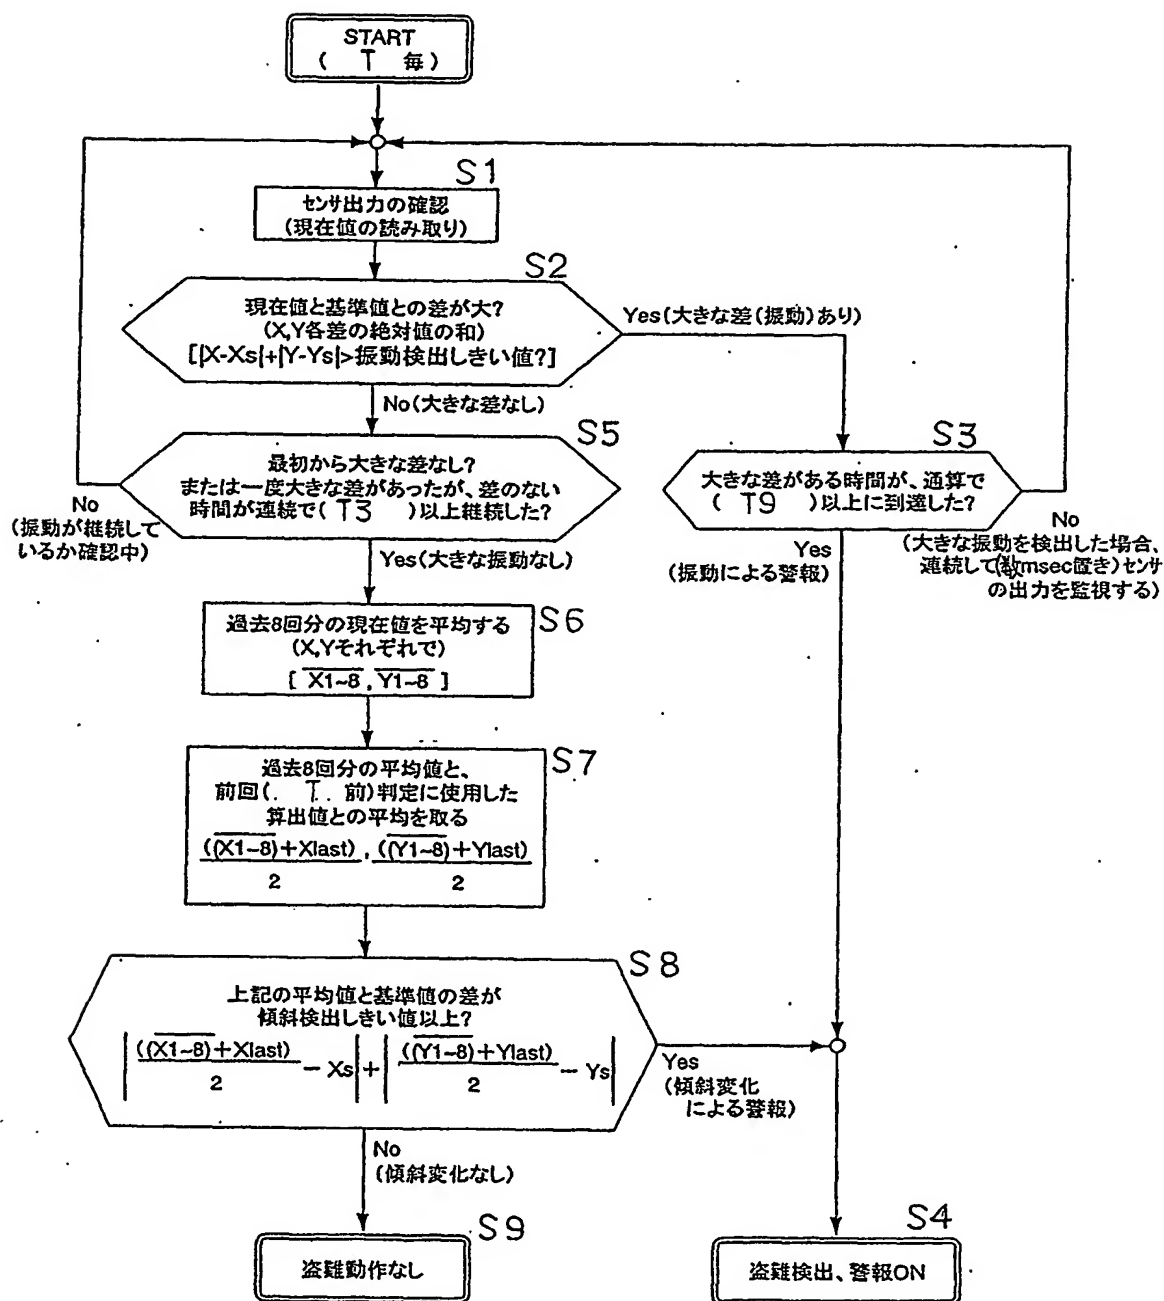 START
( T 毎)
S1
センサ出力の確認
(現在値の読み取り)
S2
現在値と基準値との差が大?
(X,Y各差の絶対値の和)
[|X-Xs|+|Y-Ys|>振動検出しきい値?]
Yes(大きな差(振動)あり)
No(大きな差なし)
S5
最初から大きな差なし?
または一度大きな差があったが、差のない
時間が連続で( T3 )以上継続した?
No
(振動が継続して
いるか確認中)
Yes(大きな振動なし)
S3
大きな差がある時間が、通算で
( T9 )以上に到達した?
No
(大きな振動を検出した場合、
連続して(数msec置き)センサ
の出力を監視する)
Yes
(振動による警報)
S6
過去8回分の現在値を平均する
(X,Yそれぞれで)
[ X1~8 , Y1~8 ]
S7
過去8回分の平均値と、
前回( T 前)判定に使用した
算出値との平均を取る
((X1~8)+Xlast) , ((Y1~8)+Ylast)
2 2
S8
上記の平均値と基準値の差が
傾斜検出しきい値以上?
|((X1~8)+Xlast)/2 − Xs|+|((Y1~8)+Ylast)/2 − Ys|
Yes
(傾斜変化
による警報)
No
(傾斜変化なし)
S9
盗難動作なし
S4
盗難検出、警報ON